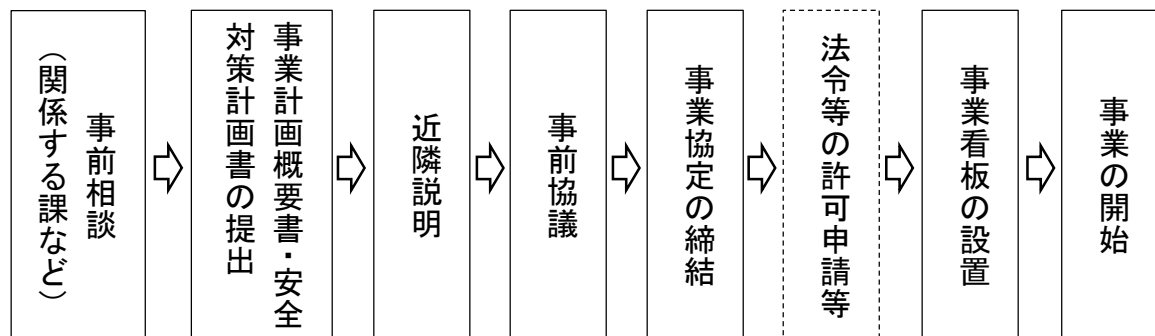 事前相談
（関係する課など）
事業計画概要書・安全
対策計画書の提出
近隣説明
事前協議
事業協定の締結
法令等の許可申請等
事業看板の設置
事業の開始